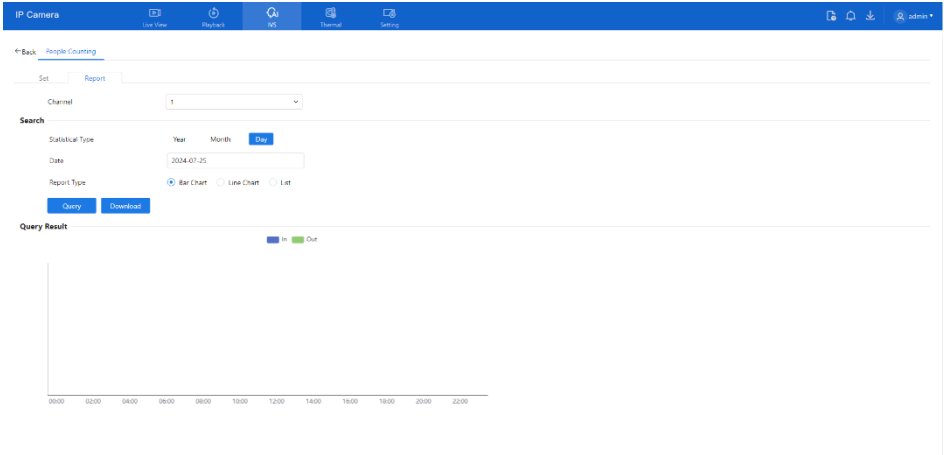 IP Camera
Live View Playback IVS Thermal Setting admin
Back People Counting
Set Report
Channel 1
Search
Statistical Type Year Month Day
Date 2024-07-25
Report Type Bar Chart Line Chart List
Query Download
Query Result
In Out
00:00 02:00 04:00 06:00 08:00 10:00 12:00 14:00 16:00 18:00 20:00 22:00